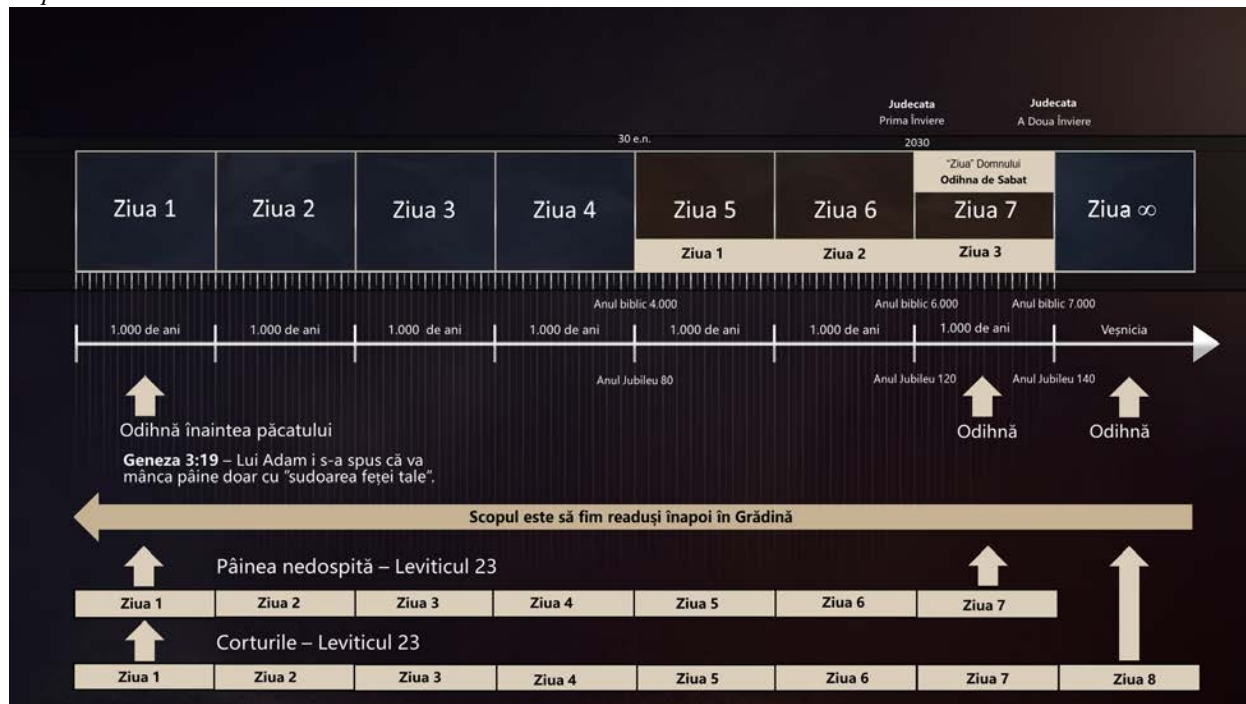 Judecata
Prima Înviere
Judecata
A Doua Înviere
30 e.n.
2030
Ziua 1
Ziua 2
Ziua 3
Ziua 4
Ziua 5
Ziua 6
"Ziua" Domnului
Odihna de Sabat
Ziua 7
Ziua ∞
Ziua 1
Ziua 2
Ziua 3
Anul biblic 4.000
Anul biblic 6.000
Anul biblic 7.000
1.000 de ani
1.000 de ani
1.000 de ani
1.000 de ani
1.000 de ani
1.000 de ani
1.000 de ani
Veșnicia
Anul Jubileu 80
Anul Jubileu 120
Anul Jubileu 140
Odihnă înaintea păcatului
Odihnă
Odihnă
Geneza 3:19 – Lui Adam i s-a spus că va
mânca pâine doar cu "sudoarea feței tale".
Scopul este să fim readuși înapoi în Grădină
Pâinea nedospită – Leviticul 23
Ziua 1
Ziua 2
Ziua 3
Ziua 4
Ziua 5
Ziua 6
Ziua 7
Corturile – Leviticul 23
Ziua 1
Ziua 2
Ziua 3
Ziua 4
Ziua 5
Ziua 6
Ziua 7
Ziua 8